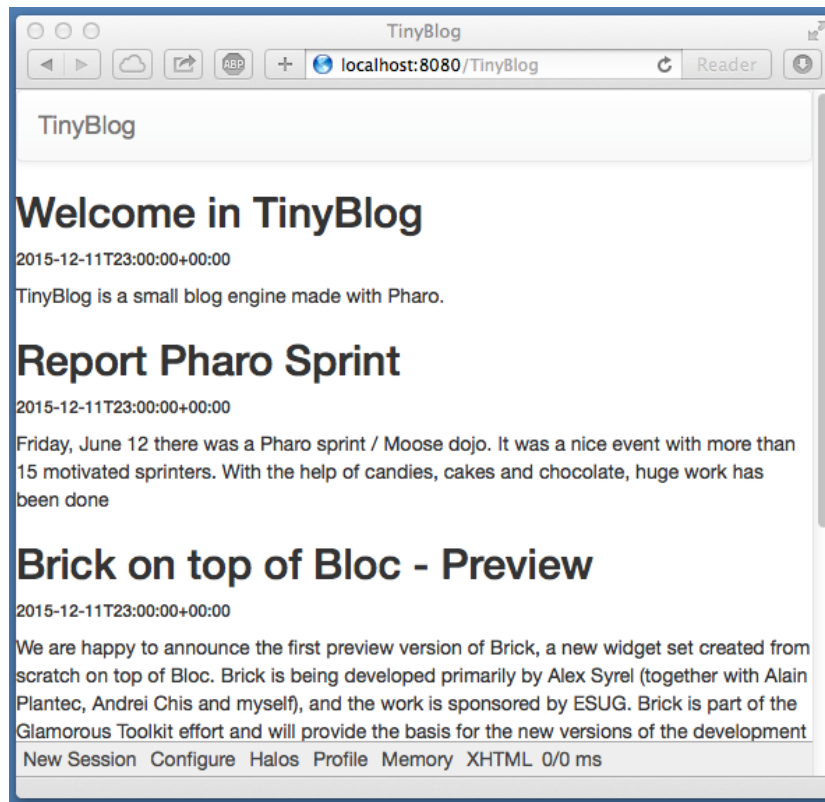 TinyBlog
ABP
localhost:8080/TinyBlog
Reader
TinyBlog
Welcome in TinyBlog
2015-12-11T23:00:00+00:00
TinyBlog is a small blog engine made with Pharo.
Report Pharo Sprint
2015-12-11T23:00:00+00:00
Friday, June 12 there was a Pharo sprint / Moose dojo. It was a nice event with more than
15 motivated sprinters. With the help of candies, cakes and chocolate, huge work has
been done
Brick on top of Bloc - Preview
2015-12-11T23:00:00+00:00
We are happy to announce the first preview version of Brick, a new widget set created from
scratch on top of Bloc. Brick is being developed primarily by Alex Syrel (together with Alain
Plantec, Andrei Chis and myself), and the work is sponsored by ESUG. Brick is part of the
Glamorous Toolkit effort and will provide the basis for the new versions of the development
New Session Configure Halos Profile Memory XHTML 0/0 ms